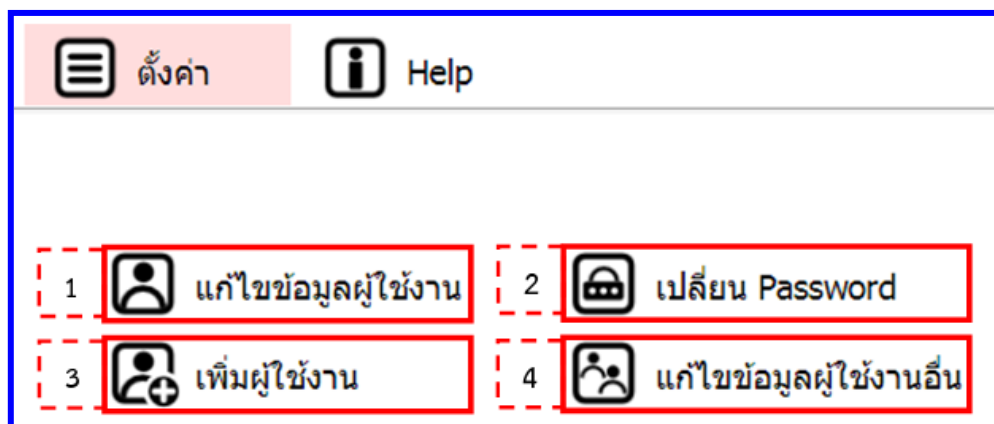 ตั้งค่า Help
1 แก้ไขข้อมูลผู้ใช้งาน 2 เปลี่ยน Password
3 เพิ่มผู้ใช้งาน 4 แก้ไขข้อมูลผู้ใช้งานอื่น